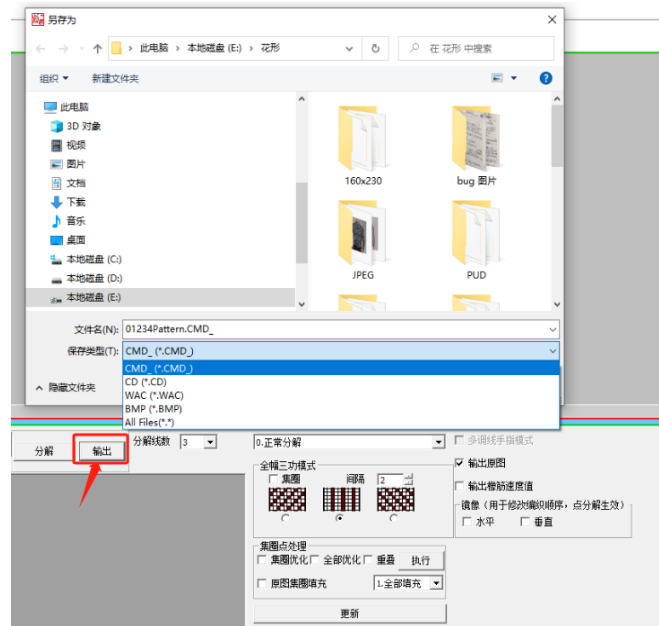 另存为
此电脑 › 本地磁盘 (E:) › 花形
在 花形 中搜索
组织
新建文件夹
此电脑
3D 对象
视频
图片
文档
下载
音乐
桌面
本地磁盘 (C:)
本地磁盘 (D:)
本地磁盘 (E:)
160x230
bug 图片
JPEG
PUD
文件名(N): 01234Pattern.CMD_
保存类型(T): CMD_ (*.CMD_)
CMD_ (*.CMD_)
CD (*.CD)
WAC (*.WAC)
BMP (*.BMP)
All Files(*.*)
隐藏文件夹
分解
输出
分解线数 3
0.正常分解
多调线手指模式
全幅三功模式
集圈 间隔 2
输出原图
输出橡筋速度值
镜像（用于修改编织顺序，点分解生效）
水平 垂直
集圈点处理
集圈优化 全部优化 重叠 执行
原图集圈填充 1.全部填充
更新